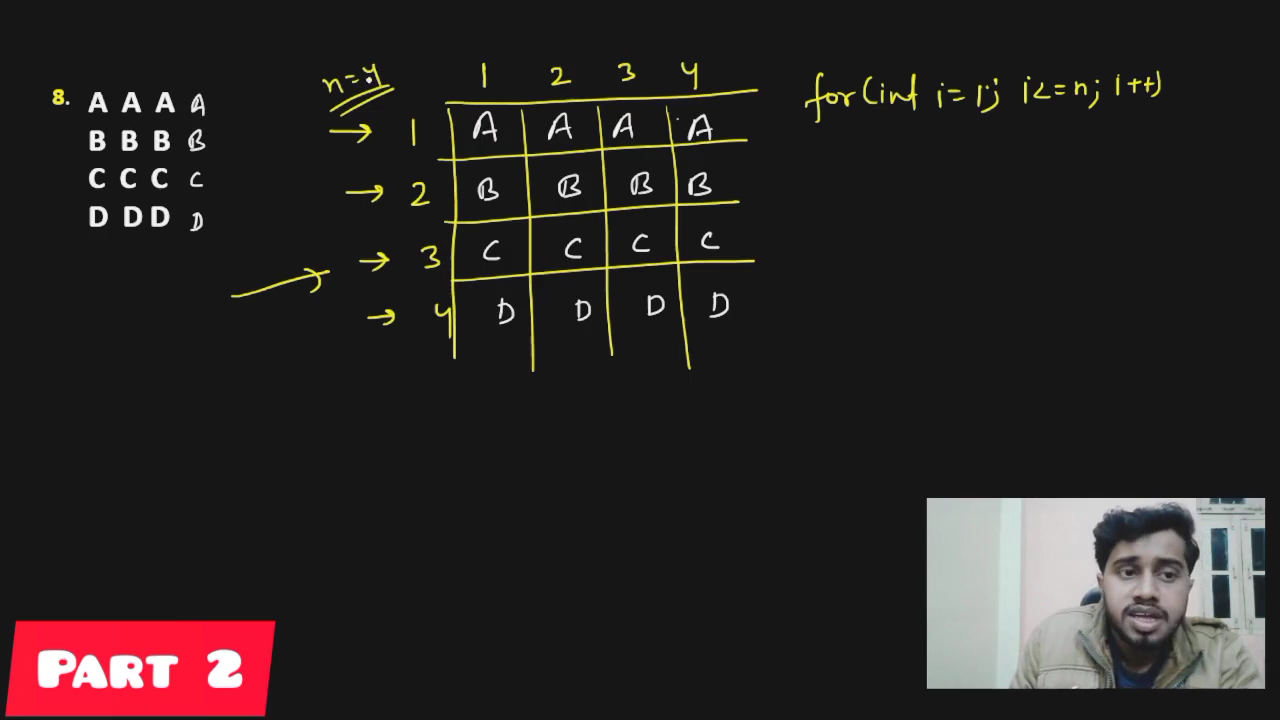 n=4 1 2 3 4 for(int i=1; i<=n; i++)
8. A A A A
→ 1 A A A A
B B B B
→ 2 B B B B
C C C C
→ 3 C C C C
D D D D
→ 4 D D D D
PART 2